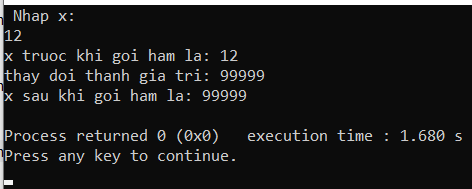 Nhap x:
12
x truoc khi goi ham la: 12
thay doi thanh gia tri: 99999
x sau khi goi ham la: 99999
Process returned 0 (0x0)   execution time : 1.680 s
Press any key to continue.